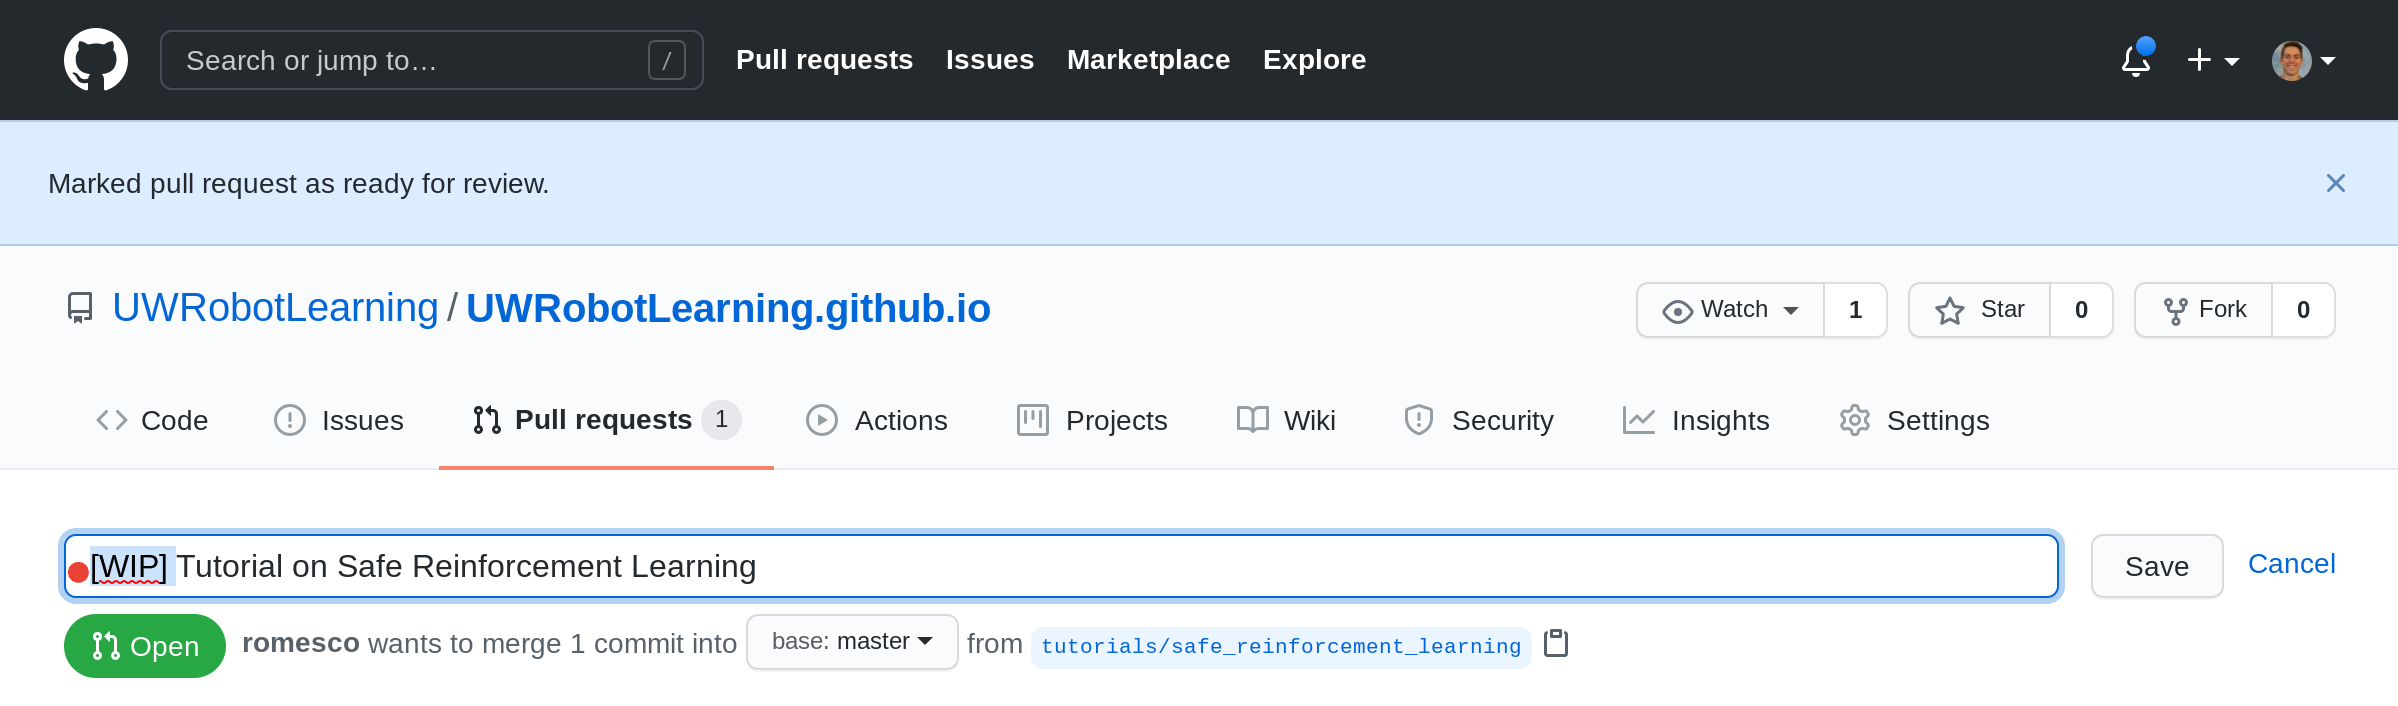 Search or jump to… / Pull requests Issues Marketplace Explore
Marked pull request as ready for review.
UWRobotLearning / UWRobotLearning.github.io Watch 1 Star 0 Fork 0
Code Issues Pull requests 1 Actions Projects Wiki Security Insights Settings
[WIP] Tutorial on Safe Reinforcement Learning Save Cancel
Open romesco wants to merge 1 commit into base: master from tutorials/safe_reinforcement_learning